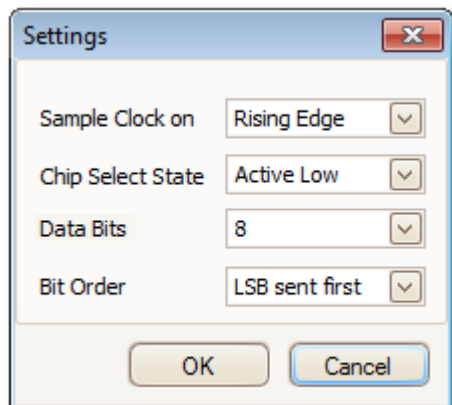 Settings
Sample Clock on Rising Edge
Chip Select State Active Low
Data Bits 8
Bit Order LSB sent first
OK Cancel